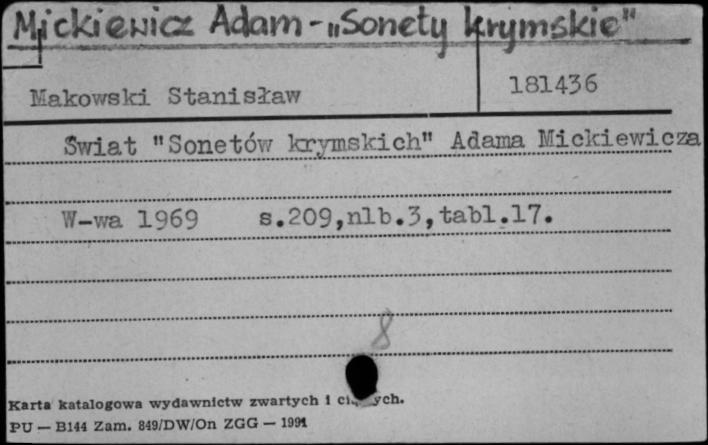 Mickiewicz Adam - „Sonety krymskie"
Makowski Stanisław
181436
Świat "Sonetów krymskich" Adama Mickiewicza
W-wa 1969 s.209,nlb.3,tabl.17.
8
Karta katalogowa wydawnictw zwartych i
PU — B144 Zam. 849/DW/On ZGG — 1991